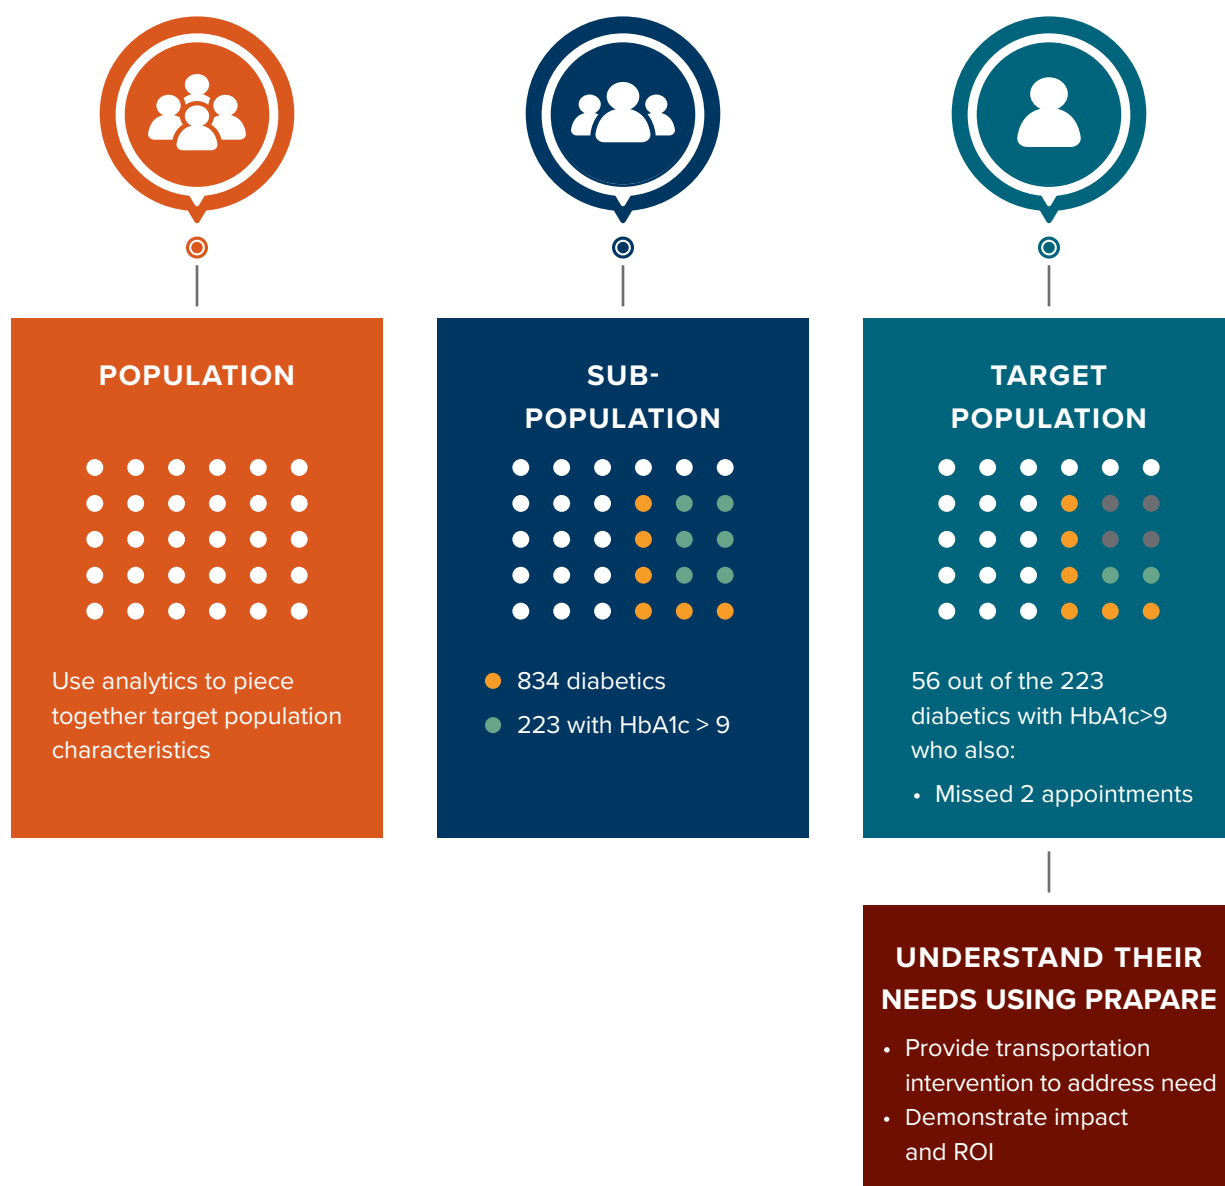 POPULATION
Use analytics to piece
together target population
characteristics
SUB-
POPULATION
834 diabetics
223 with HbA1c > 9
TARGET
POPULATION
56 out of the 223
diabetics with HbA1c>9
who also:
• Missed 2 appointments
UNDERSTAND THEIR
NEEDS USING PRAPARE
• Provide transportation
intervention to address need
• Demonstrate impact
and ROI